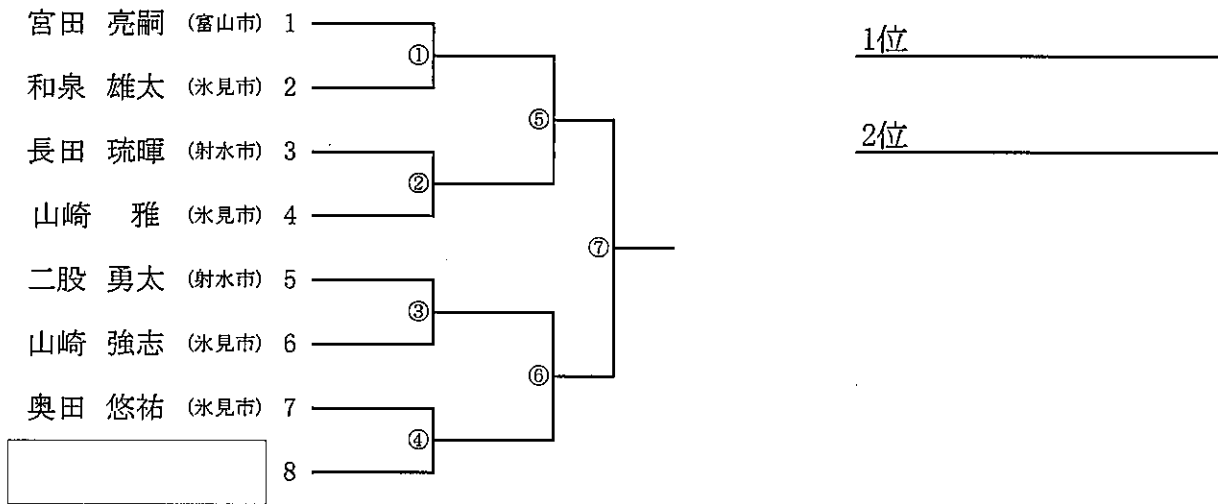 宮田 亮嗣 (富山市) 1
①
1位
和泉 雄太 (氷見市) 2
⑤
長田 琉暉 (射水市) 3
2位
②
山崎 雅 (氷見市) 4
⑦
二股 勇太 (射水市) 5
③
山崎 強志 (氷見市) 6
⑥
奥田 悠祐 (氷見市) 7
④
8